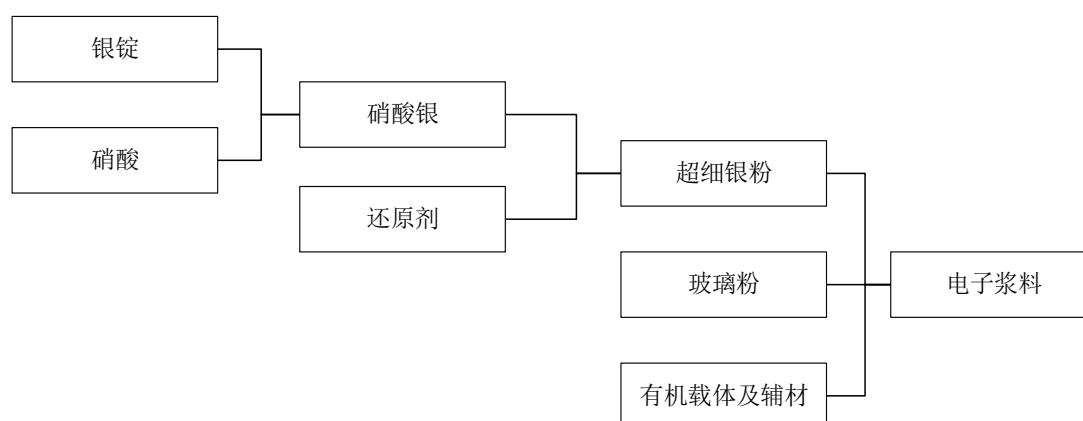 银锭
硝酸
硝酸银
还原剂
超细银粉
玻璃粉
有机载体及辅材
电子浆料